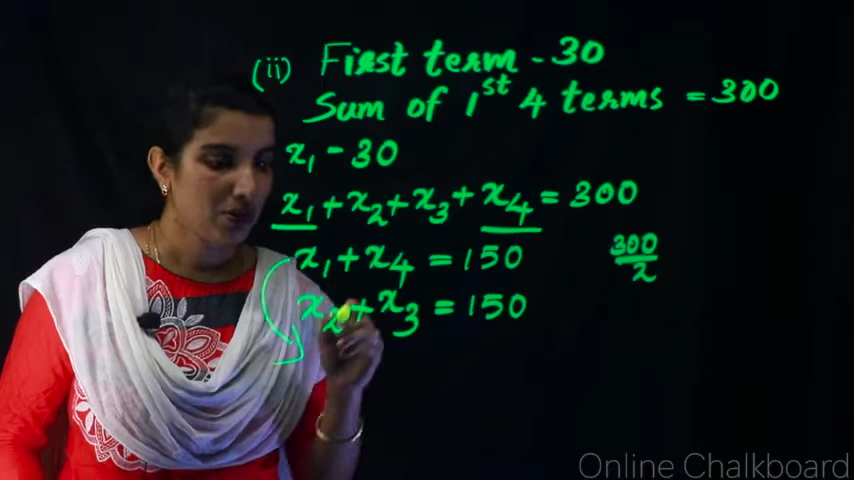 (ii) First term - 30
Sum of 1st 4 terms = 300
x₁ - 30
x₁ + x₂ + x₃ + x₄ = 300
x₁ + x₄ = 150
300/2
x₂ + x₃ = 150
Online Chalkboard